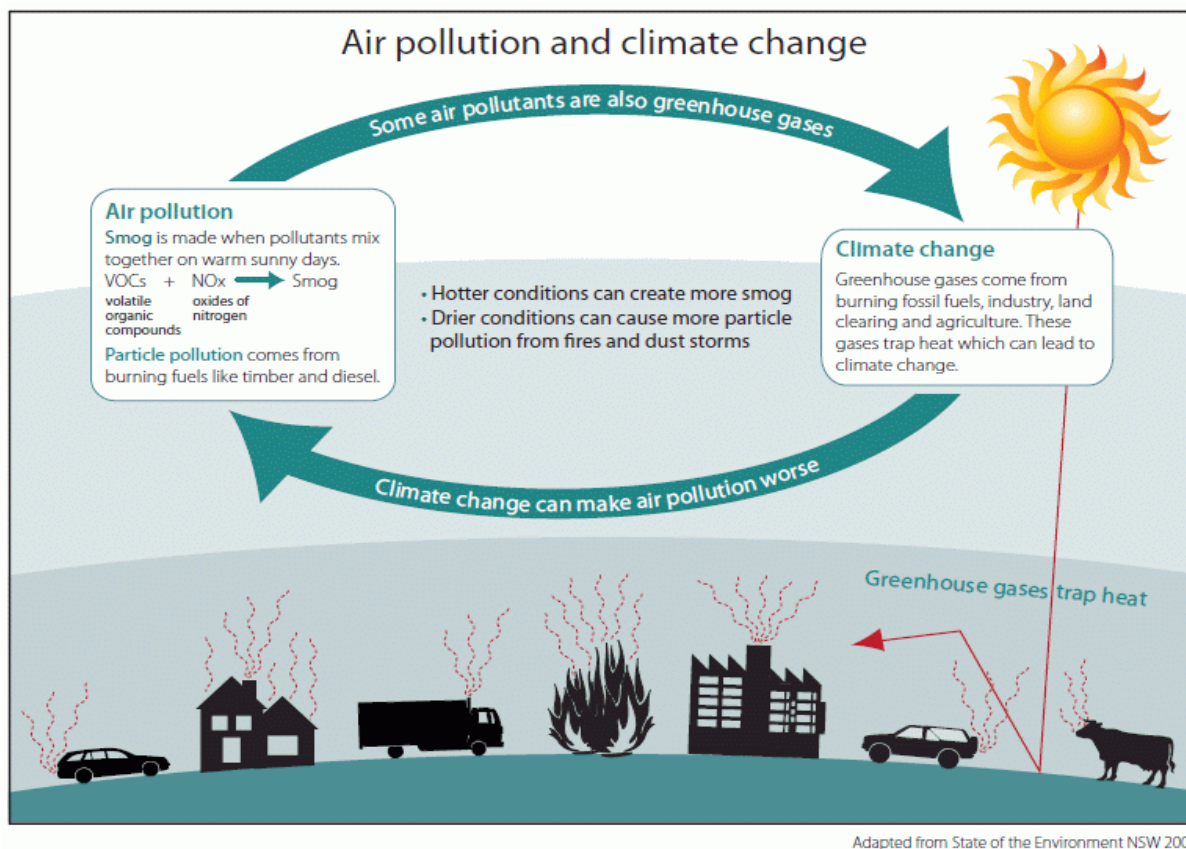 Air pollution and climate change
Some air pollutants are also greenhouse gases
Air pollution
Smog is made when pollutants mix
together on warm sunny days.
VOCs + NOx Smog
volatile organic compounds
oxides of nitrogen
Particle pollution comes from
burning fuels like timber and diesel.
• Hotter conditions can create more smog
• Drier conditions can cause more particle
pollution from fires and dust storms
Climate change
Greenhouse gases come from
burning fossil fuels, industry, land
clearing and agriculture. These
gases trap heat which can lead to
climate change.
Climate change can make air pollution worse
Greenhouse gases trap heat
Adapted from State of the Environment NSW 200